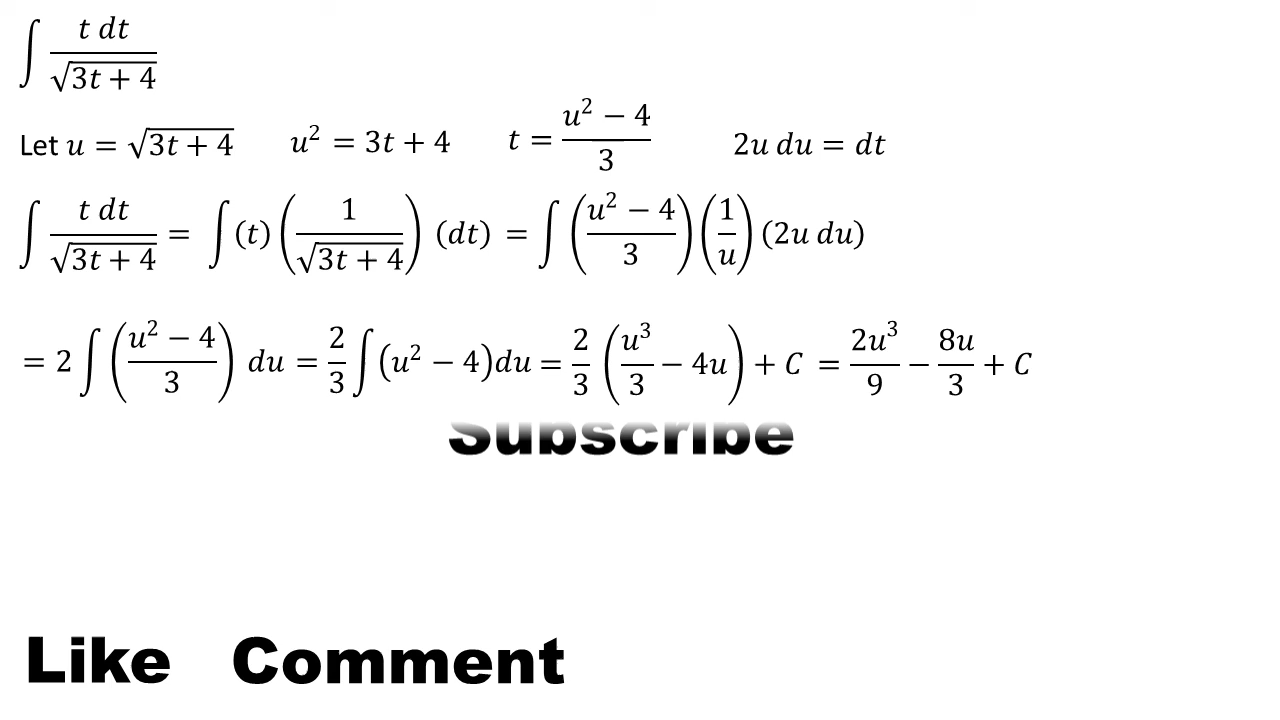 ∫ t dt / √(3t + 4)
Let u = √(3t + 4)   u² = 3t + 4   t = (u² − 4)/3   2u du = dt
∫ t dt / √(3t + 4) = ∫(t)(1/√(3t + 4)) (dt) = ∫((u² − 4)/3)(1/u)(2u du)
= 2∫((u² − 4)/3) du = 2/3 ∫(u² − 4)du = 2/3 (u³/3 − 4u) + C = 2u³/9 − 8u/3 + C
Subscribe
Like Comment